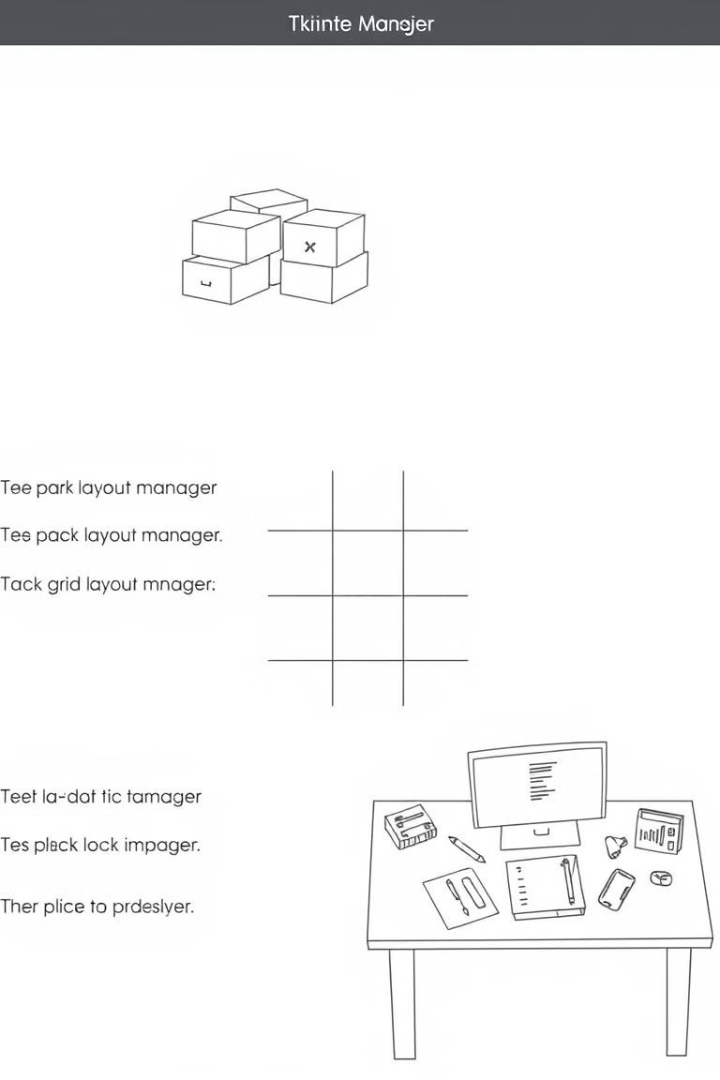 Tkiinte Manajer
Tee park layout manager
Tes pack layout manager.
Tack grid layout mnager:
Teet la-dot tic tamager
Tes plack lock impager.
Ther plice to prdeslyer.